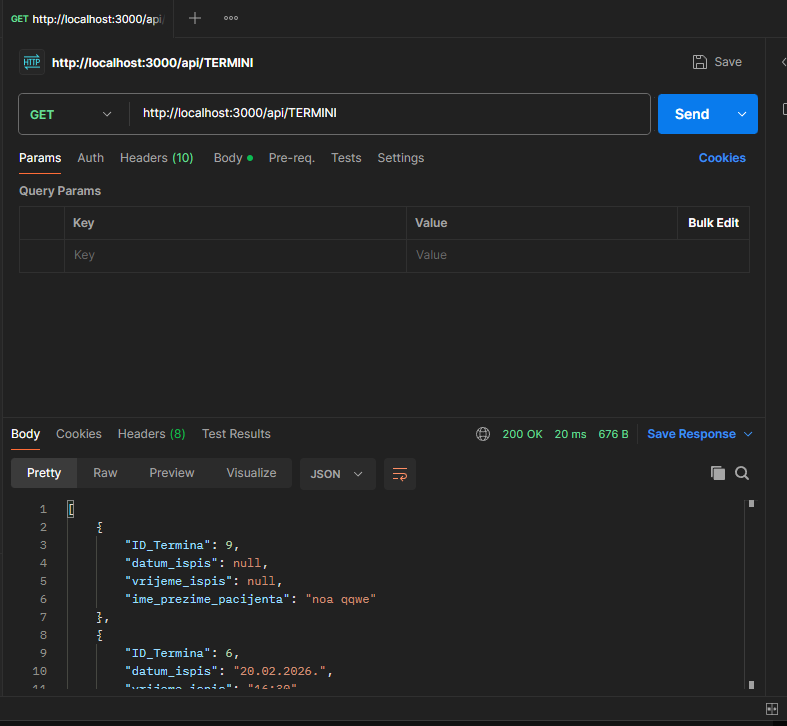 GET http://localhost:3000/api/
HTTP http://localhost:3000/api/TERMINI Save
GET http://localhost:3000/api/TERMINI Send
Params Auth Headers (10) Body Pre-req. Tests Settings Cookies
Query Params
Key Value Bulk Edit
Key Value
Body Cookies Headers (8) Test Results 200 OK 20 ms 676 B Save Response
Pretty Raw Preview Visualize JSON
1 [
2 {
3 "ID_Termina": 9,
4 "datum_ispis": null,
5 "vrijeme_ispis": null,
6 "ime_prezime_pacijenta": "noa qqwe"
7 },
8 {
9 "ID_Termina": 6,
10 "datum_ispis": "20.02.2026.",
11 "vrijeme_ispis": "16:30"